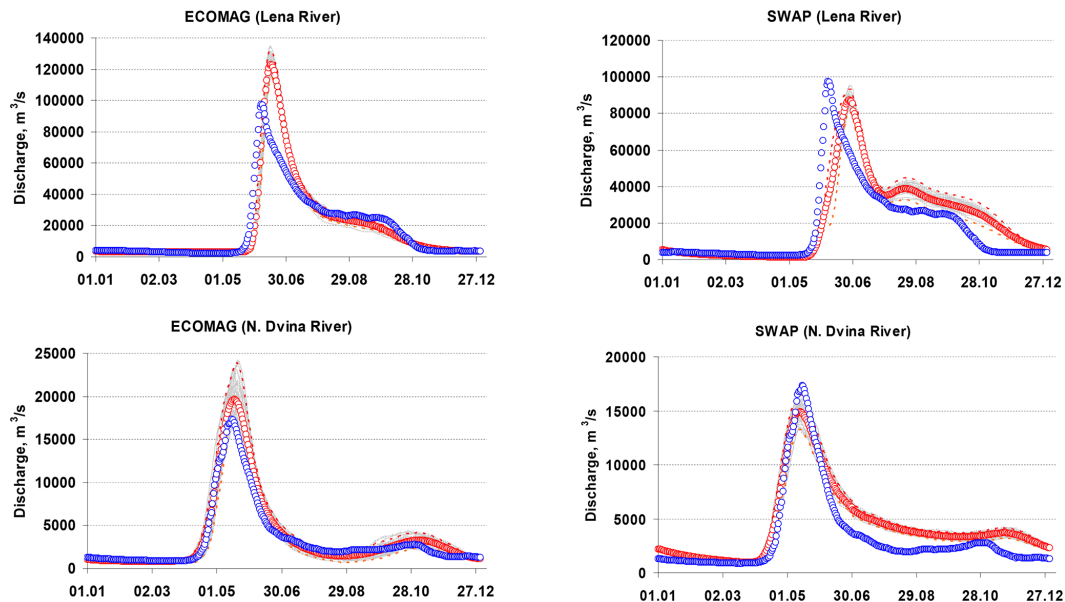 ECOMAG (Lena River)
Discharge, m³/s
140000
120000
100000
80000
60000
40000
20000
0
01.01 02.03 01.05 30.06 29.08 28.10 27.12
SWAP (Lena River)
Discharge, m³/s
120000
100000
80000
60000
40000
20000
0
01.01 02.03 01.05 30.06 29.08 28.10 27.12
ECOMAG (N. Dvina River)
Discharge, m³/s
25000
20000
15000
10000
5000
0
01.01 02.03 01.05 30.06 29.08 28.10 27.12
SWAP (N. Dvina River)
Discharge, m³/s
20000
15000
10000
5000
0
01.01 02.03 01.05 30.06 29.08 28.10 27.12